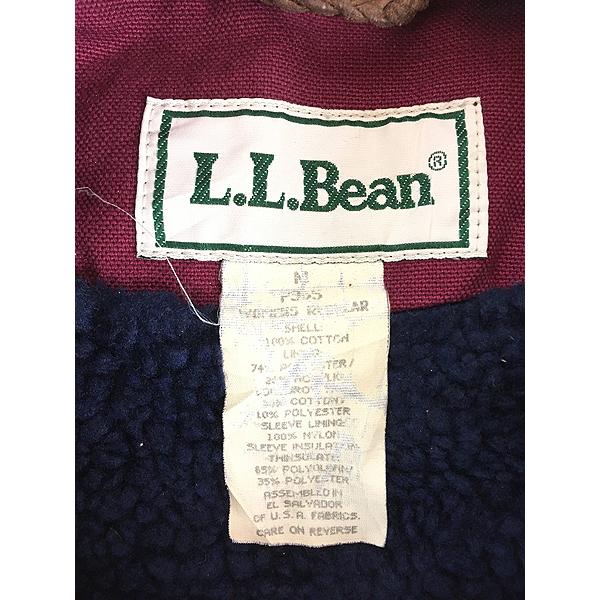 L.L.Bean®
M
WOMENS REGULAR
SHELL:
100% COTTON
74%
COTTON)
10% POLYESTER
SLEEVE LINING:
100% NYLON
SLEEVE INSULATION
THINSULATE
65% POLYOLEFIN/
35% POLYESTER
ASSEMBLED IN
EL SALVADOR
OF U.S.A. FABRICS.
CARE ON REVERSE